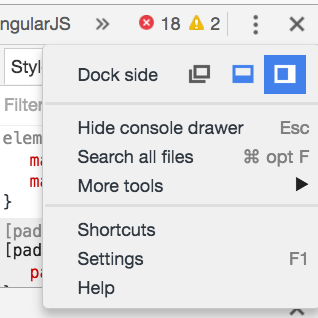 ngularJS » 18 2
Styl
Dock side
Filter
Hide console drawer Esc
elem
Search all files ⌘ opt F
ma
More tools
ma
}
Shortcuts
[pad
[pad
Settings F1
pa
Help
}